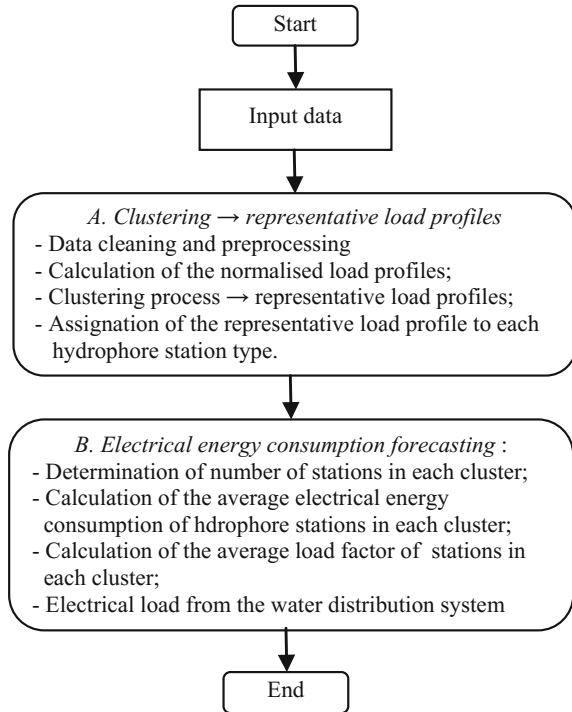 Start
Input data
A. Clustering → representative load profiles
- Data cleaning and preprocessing
- Calculation of the normalised load profiles;
- Clustering process → representative load profiles;
- Assignation of the representative load profile to each
hydrophore station type.
B. Electrical energy consumption forecasting :
- Determination of number of stations in each cluster;
- Calculation of the average electrical energy
consumption of hdrophore stations in each cluster;
- Calculation of the average load factor of stations in
each cluster;
- Electrical load from the water distribution system
End